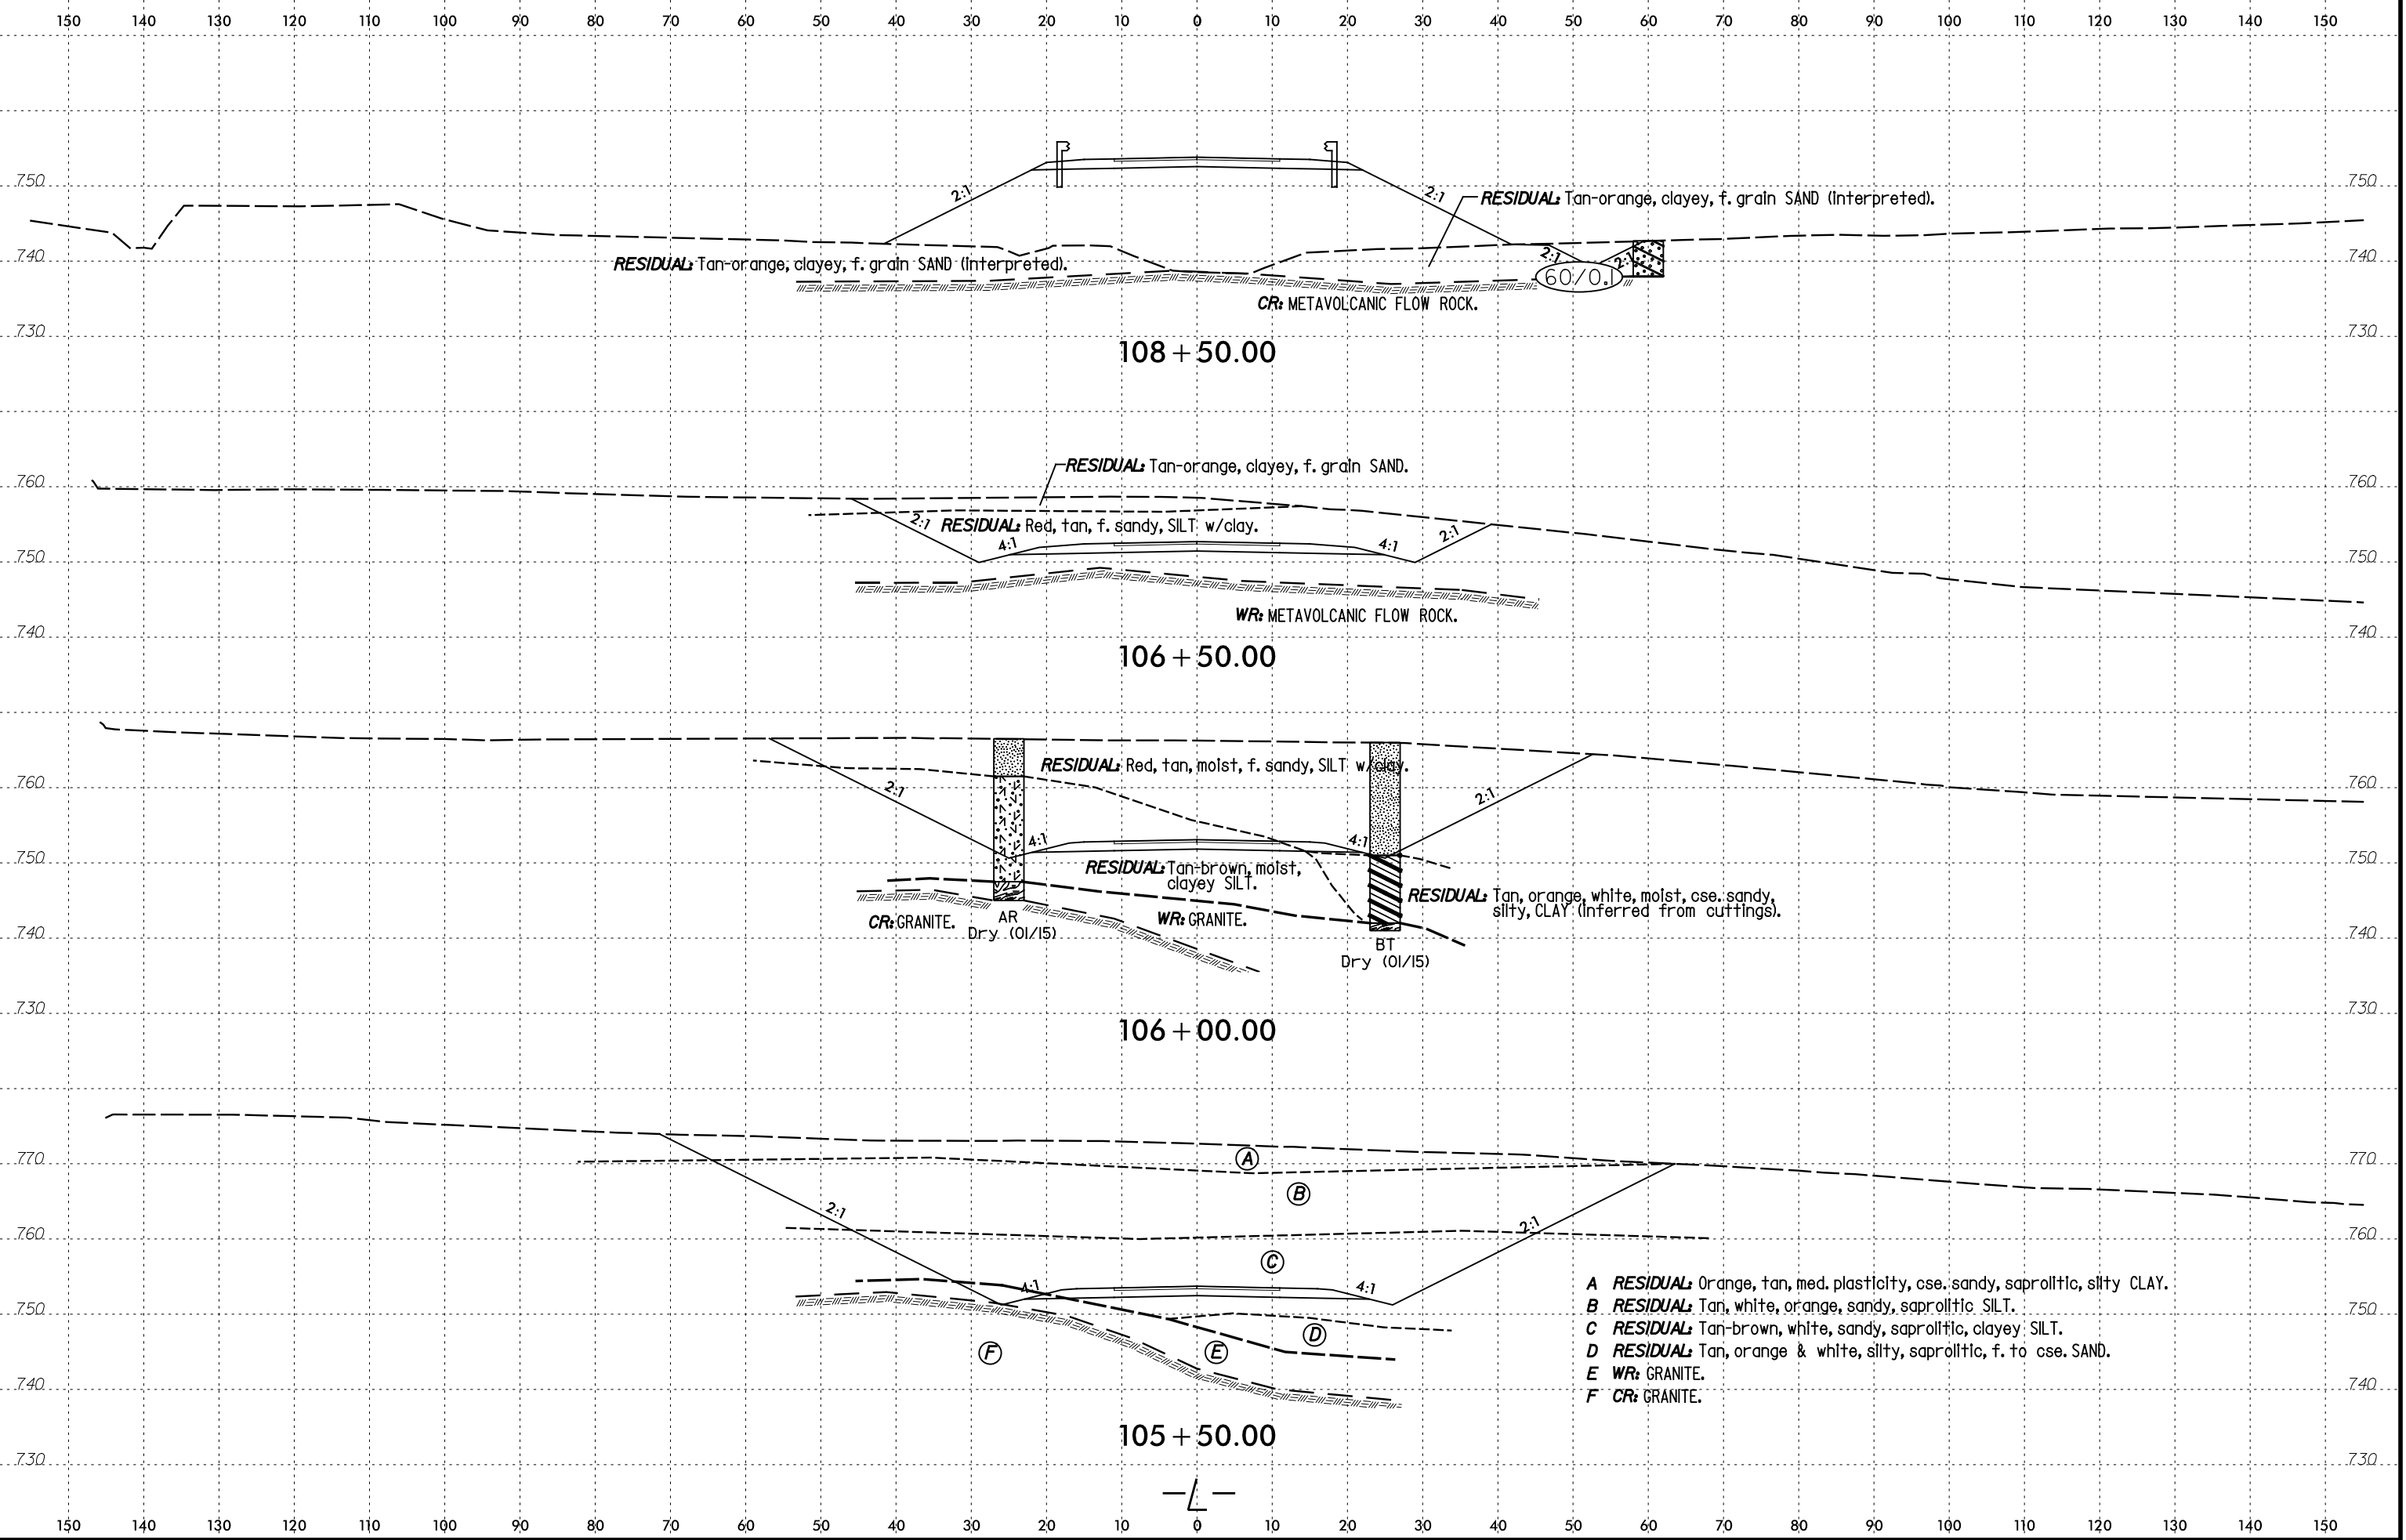 150 140 130 120 110 100 90 80 70 60 50 40 30 20 10 0 10 20 30 40 50 60 70 80 90 100 110 120 130 140 150
750 750
2:1 2:1
RESIDUAL: Tan-orange, clayey, f. grain SAND (interpreted).
740 740
2:1 2:1
RESIDUAL: Tan-orange, clayey, f. grain SAND (interpreted).
60/0.1
CR: METAVOLCANIC FLOW ROCK.
730 730
108+50.00
RESIDUAL: Tan-orange, clayey, f. grain SAND.
760 760
2:1 RESIDUAL: Red, tan, f. sandy, SILT w/clay. 2:1
4:1 4:1
750 750
WR: METAVOLCANIC FLOW ROCK.
740 740
106+50.00
RESIDUAL: Red, tan, moist, f. sandy, SILT w/clay.
760 760
2:1 2:1
4:1 4:1
750 750
RESIDUAL: Tan-brown, moist,
clayey SILT.
RESIDUAL: Tan, orange, white, moist, cse. sandy,
silty, CLAY (inferred from cuttings).
CR: GRANITE. AR WR: GRANITE.
Dry (01/15)
740 740
BT
Dry (01/15)
730 730
106+00.00
770 770
A
B
2:1 2:1
760 760
C
4:1 4:1
750 750
D
E
F
A RESIDUAL: Orange, tan, med. plasticity, cse. sandy, saprolitic, silty CLAY.
B RESIDUAL: Tan, white, orange, sandy, saprolitic SILT.
C RESIDUAL: Tan-brown, white, sandy, saprolitic, clayey SILT.
D RESIDUAL: Tan, orange & white, silty, saprolitic, f. to cse. SAND.
E WR: GRANITE.
F CR: GRANITE.
740 740
105+50.00
730 730
-L-
150 140 130 120 110 100 90 80 70 60 50 40 30 20 10 0 10 20 30 40 50 60 70 80 90 100 110 120 130 140 150